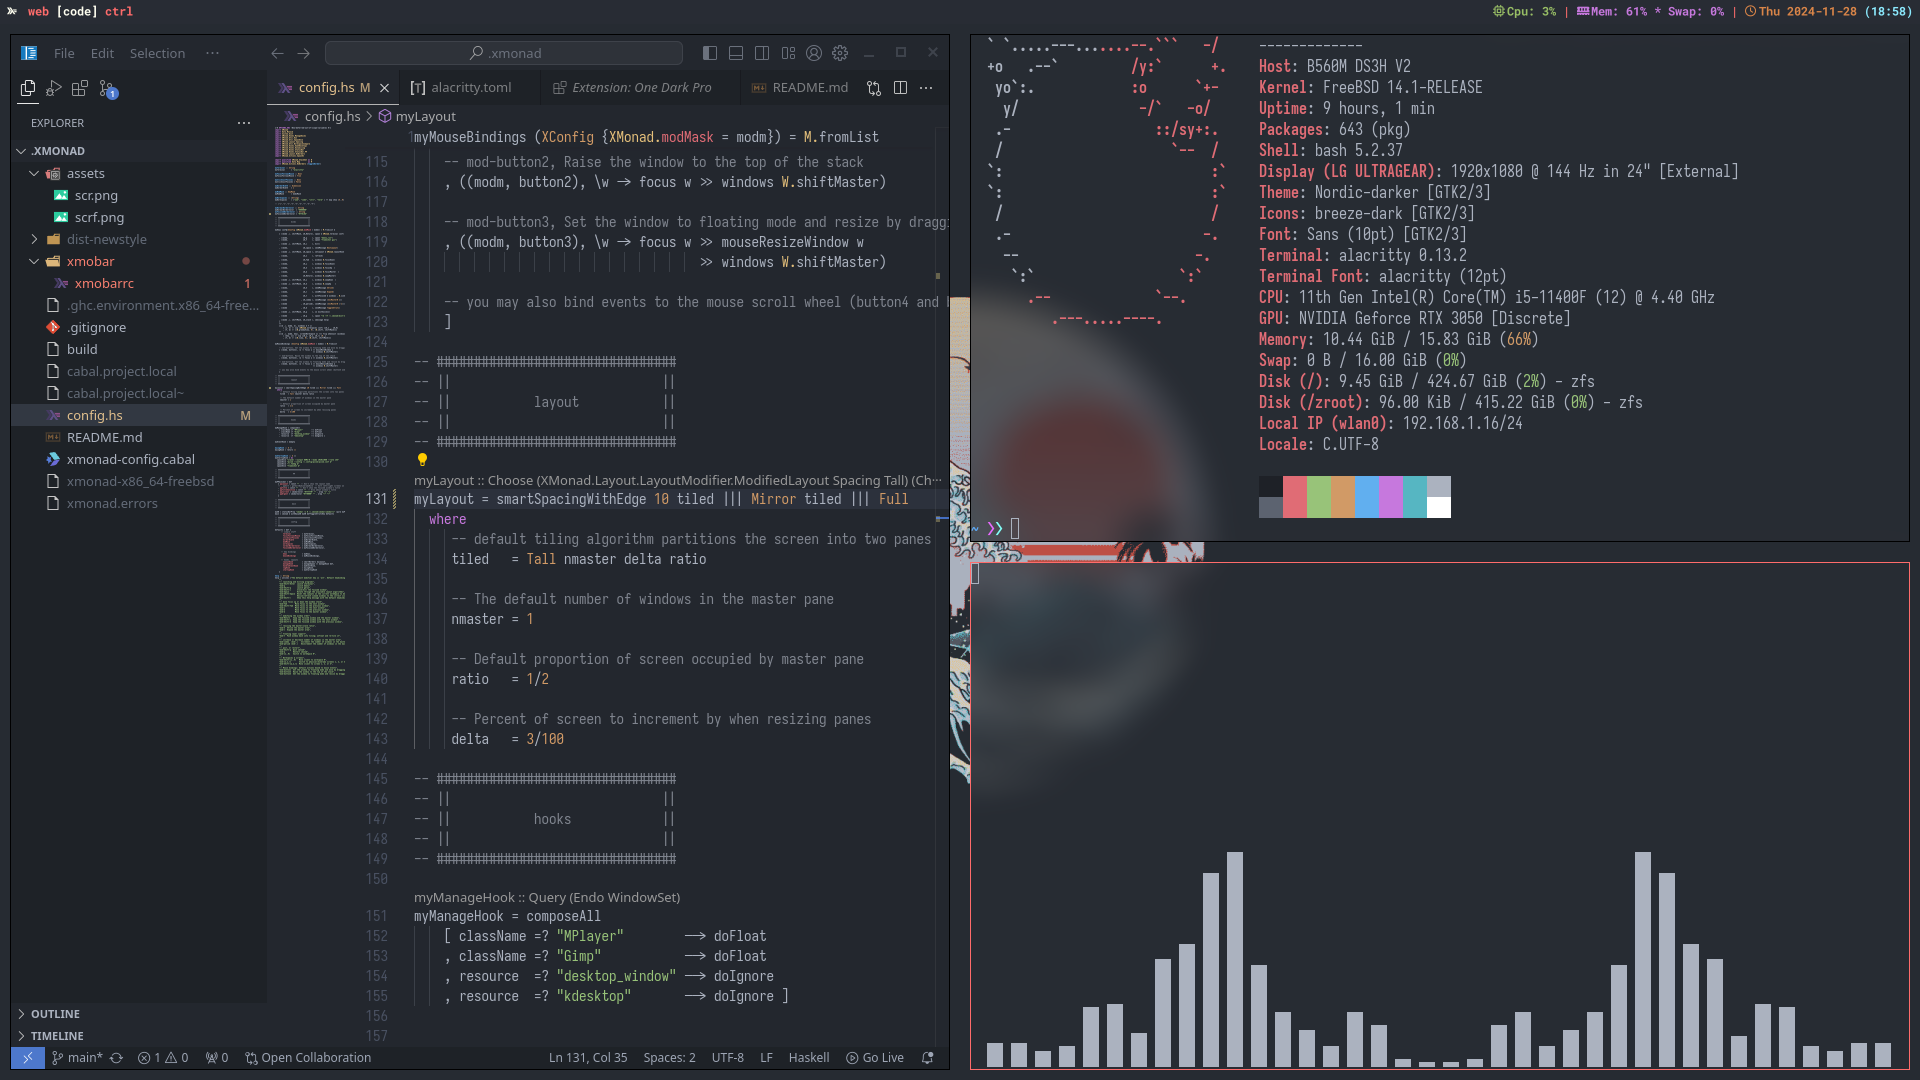 web [code] ctrl
Cpu: 3% | Mem: 61% * Swap: 0% | Thu 2024-11-28 (18:58)
File Edit Selection ···
.xmonad
EXPLORER ···
.XMONAD
assets
scr.png
scrf.png
dist-newstyle
xmobar
xmobarrc 1
.ghc.environment.x86_64-free...
.gitignore
build
cabal.project.local
cabal.project.local~
config.hs M
README.md
xmonad-config.cabal
xmonad-x86_64-freebsd
xmonad.errors
OUTLINE
TIMELINE
config.hs M
alacritty.toml
Extension: One Dark Pro
README.md
config.hs > myLayout
myMouseBindings (XConfig {XMonad.modMask = modm}) = M.fromList
115 -- mod-button2, Raise the window to the top of the stack
116 , ((modm, button2), \w -> focus w >> windows W.shiftMaster)
117
118 -- mod-button3, Set the window to floating mode and resize by dragg
119 , ((modm, button3), \w -> focus w >> mouseResizeWindow w
120 >> windows W.shiftMaster)
121
122 -- you may also bind events to the mouse scroll wheel (button4 and b
123 ]
124
125 -- ################################
126 -- || ||
127 -- || layout ||
128 -- || ||
129 -- ################################
130
myLayout :: Choose (XMonad.Layout.LayoutModifier.ModifiedLayout Spacing Tall) (Ch···
131 myLayout = smartSpacingWithEdge 10 tiled ||| Mirror tiled ||| Full
132 where
133 -- default tiling algorithm partitions the screen into two panes
134 tiled = Tall nmaster delta ratio
135
136 -- The default number of windows in the master pane
137 nmaster = 1
138
139 -- Default proportion of screen occupied by master pane
140 ratio = 1/2
141
142 -- Percent of screen to increment by when resizing panes
143 delta = 3/100
144
145 -- ################################
146 -- || ||
147 -- || hooks ||
148 -- || ||
149 -- ################################
150
myManageHook :: Query (Endo WindowSet)
151 myManageHook = composeAll
152 [ className =? "MPlayer" --> doFloat
153 , className =? "Gimp" --> doFloat
154 , resource =? "desktop_window" --> doIgnore
155 , resource =? "kdesktop" --> doIgnore ]
156
157
main* 1 0 0 Open Collaboration Ln 131, Col 35 Spaces: 2 UTF-8 LF Haskell Go Live
-------------
Host: B560M DS3H V2
Kernel: FreeBSD 14.1-RELEASE
Uptime: 9 hours, 1 min
Packages: 643 (pkg)
Shell: bash 5.2.37
Display (LG ULTRAGEAR): 1920x1080 @ 144 Hz in 24" [External]
Theme: Nordic-darker [GTK2/3]
Icons: breeze-dark [GTK2/3]
Font: Sans (10pt) [GTK2/3]
Terminal: alacritty 0.13.2
Terminal Font: alacritty (12pt)
CPU: 11th Gen Intel(R) Core(TM) i5-11400F (12) @ 4.40 GHz
GPU: NVIDIA Geforce RTX 3050 [Discrete]
Memory: 10.44 GiB / 15.83 GiB (66%)
Swap: 0 B / 16.00 GiB (0%)
Disk (/): 9.45 GiB / 424.67 GiB (2%) - zfs
Disk (/zroot): 96.00 KiB / 415.22 GiB (0%) - zfs
Local IP (wlan0): 192.168.1.16/24
Locale: C.UTF-8
~ ❯❯